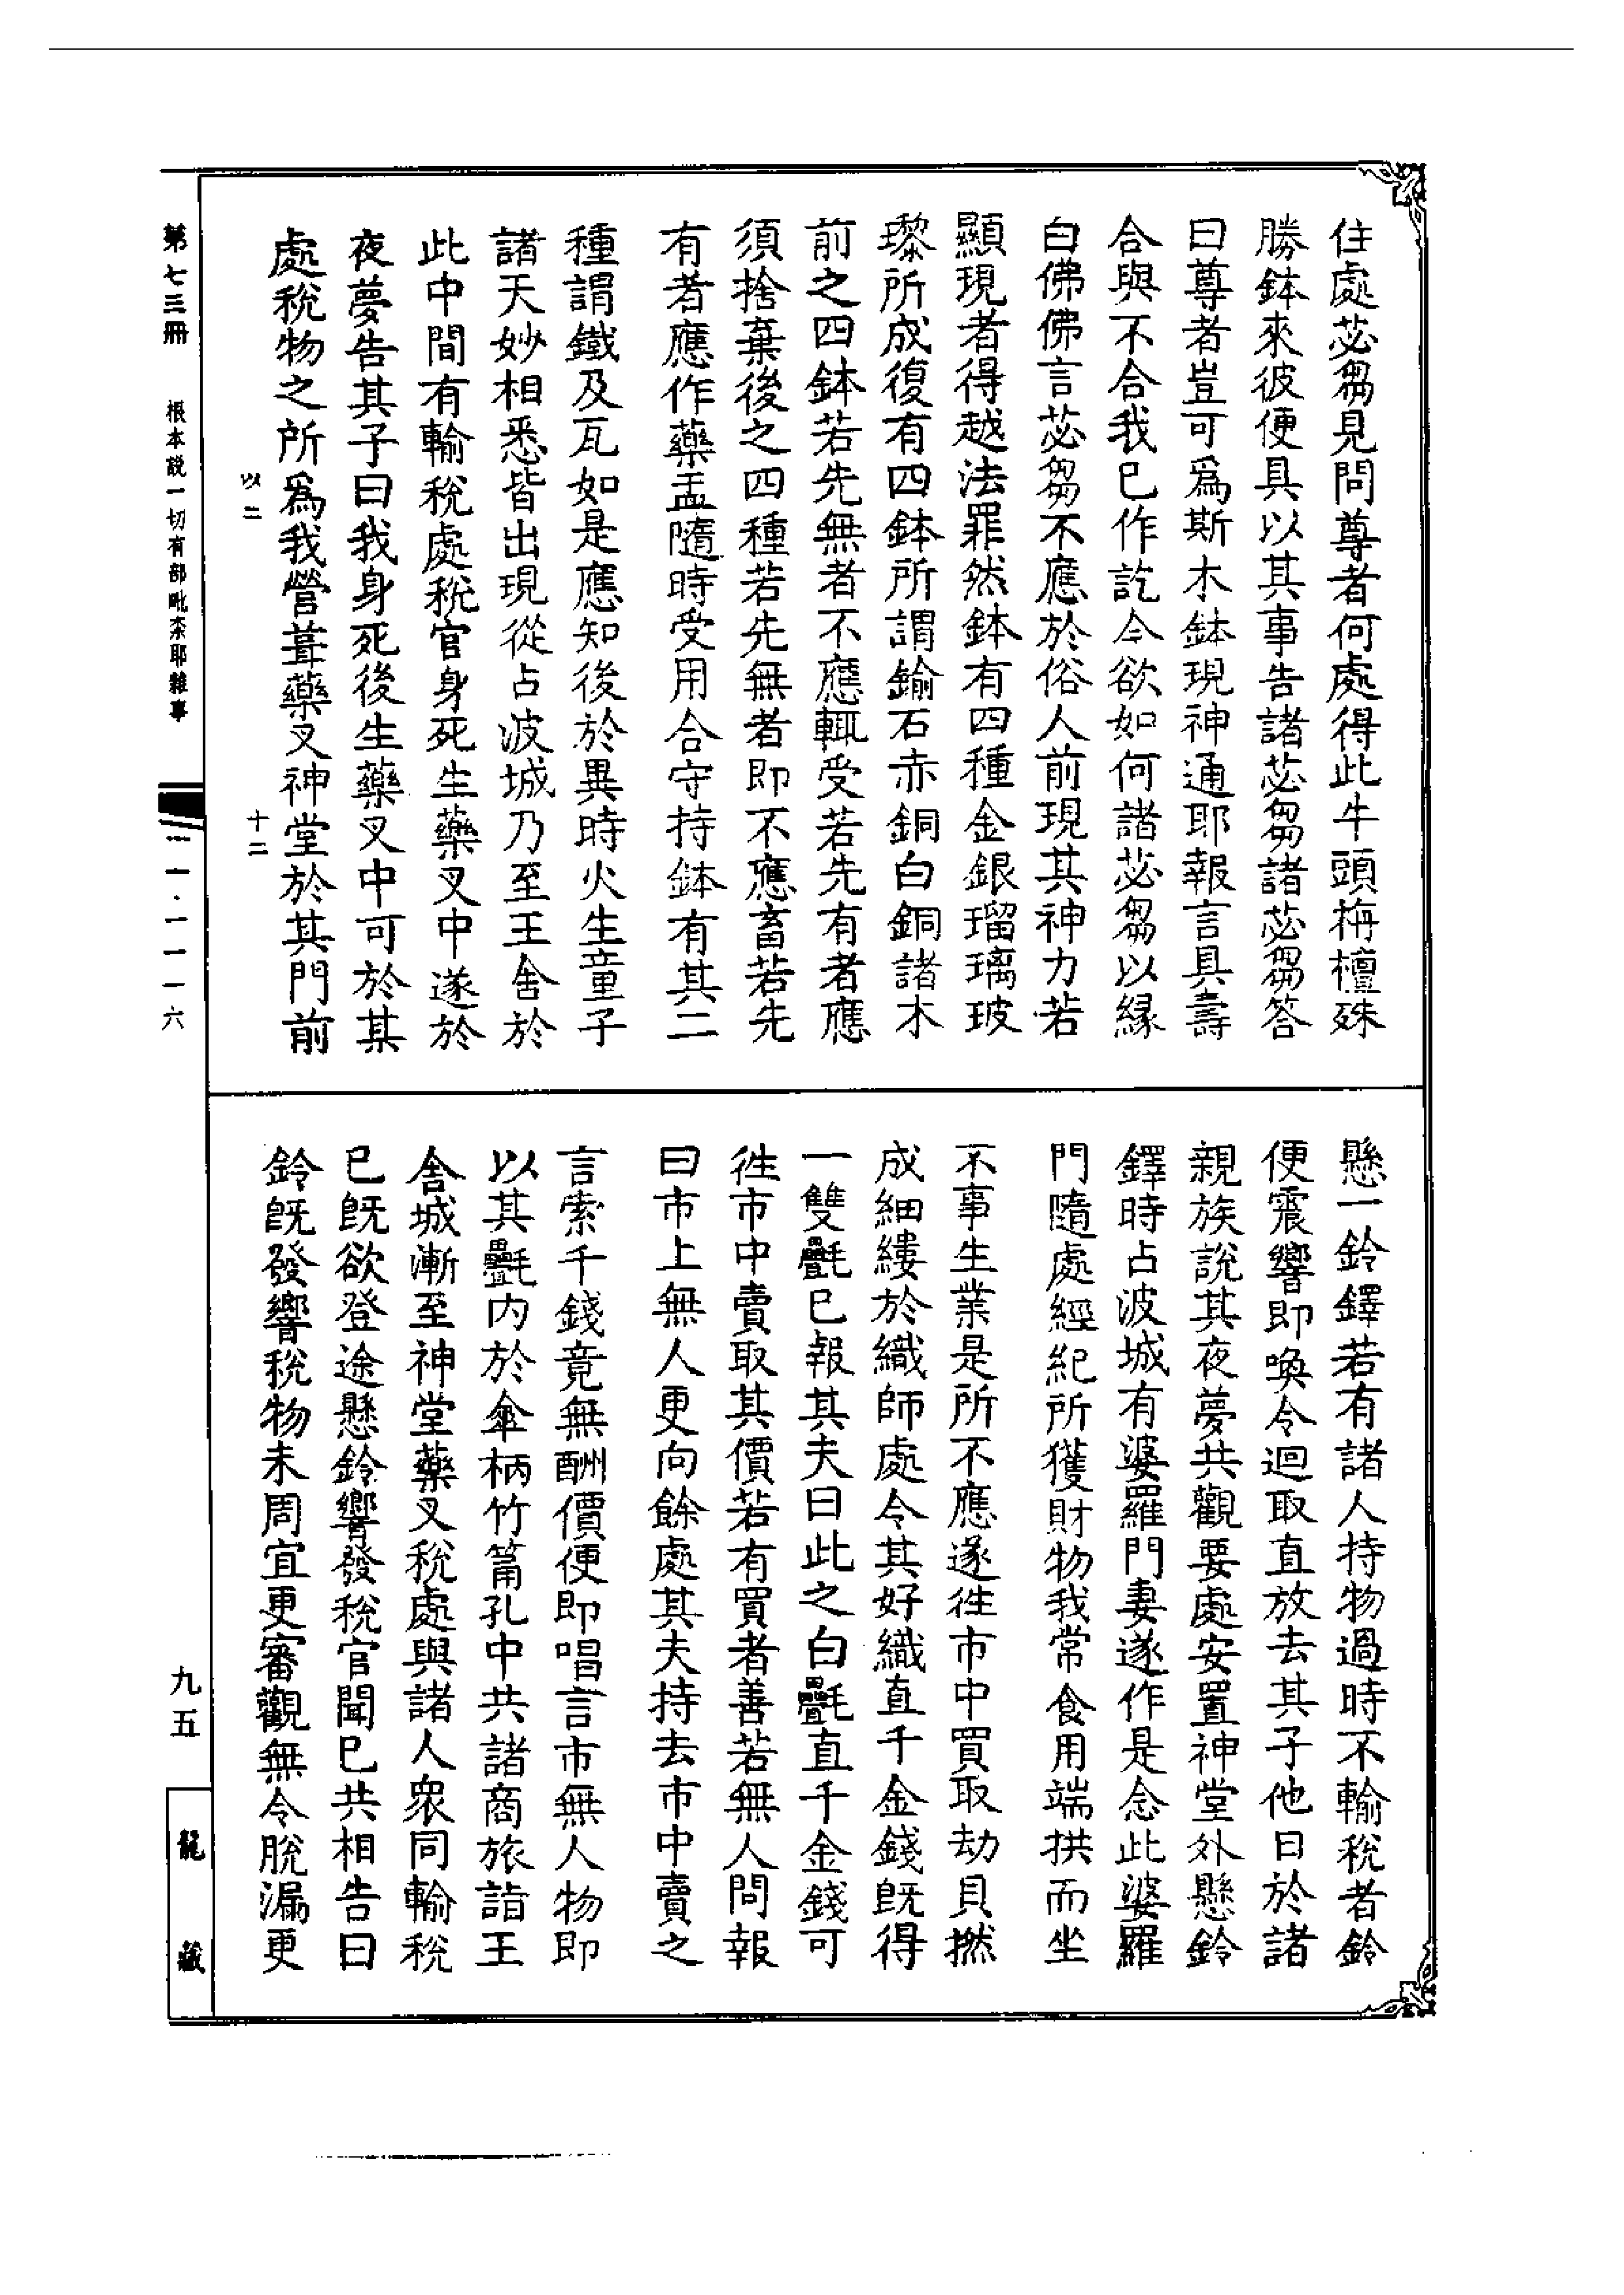 住處苾芻見問尊者何處得此牛頭栴檀殊
勝鉢來彼便具以其事告諸苾芻諸苾芻答
曰尊者豈可爲斯木鉢現神通耶報言具壽
合與不合我已作訖今欲如何諸苾芻以緣
白佛佛言苾芻不應於俗人前現其神力若
顯現者得越法罪然鉢有四種金銀瑠璃玻
瓈所成復有四鉢所謂鍮石赤銅白銅諸木
前之四鉢若先無者不應輒受若先有者應
須捨棄後之四種若先無者即不應畜若先
有者應作藥盂隨時受用合守持鉢有其二
種謂鐵及瓦如是應知後於異時火生童子
諸天妙相悉皆出現從占波城乃至王舍於
此中間有輸稅處稅官身死生藥叉中遂於
夜夢告其子曰我身死後生藥叉中可於某
處稅物之所爲我營葺藥叉神堂於其門前
懸一鈴鐸若有諸人持物過時不輸稅者鈴
便震響即喚令迴取直放去其子他日於諸
親族說其夜夢共觀要處安置神堂外懸鈴
鐸時占波城有婆羅門妻遂作是念此婆羅
門隨處經紀所獲財物我常食用端拱而坐
不事生業是所不應遂往市中買取劫貝撚
成細縷於織師處令其好織直千金錢既得
一雙㲲已報其夫曰此之白㲲直千金錢可
徃市中賣取其價若有買者善若無人問報
曰市上無人更向餘處其夫持去市中賣之
言索千錢竟無酬價便即唱言市無人物即
以其㲲内於傘柄竹筩孔中共諸商旅詣王
舍城漸至神堂藥叉稅處與諸人衆同輸稅
已既欲登途懸鈴響發稅官聞已共相告曰
鈴既發響稅物未周宜更審觀無令脫漏更
第七三冊 根本説一切有部毗柰耶雜事
以二 十二
一一·一一一六
九五
龍藏